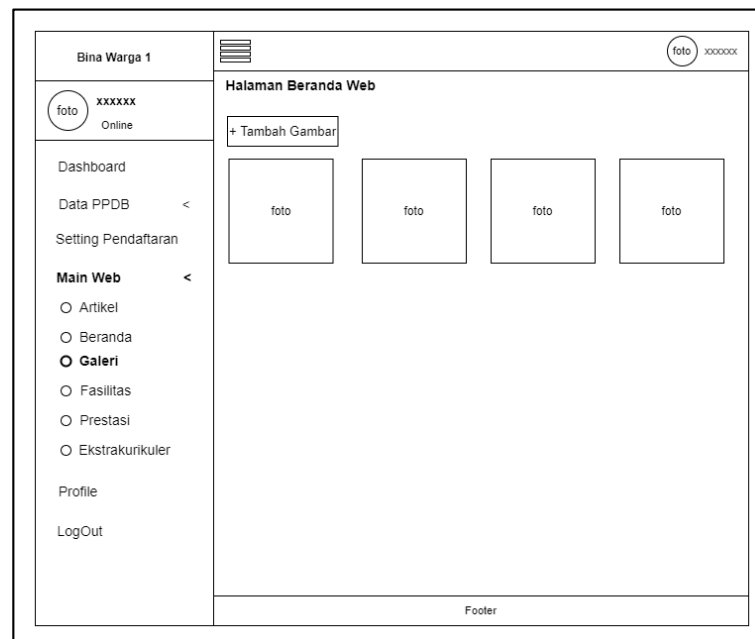 Bina Warga 1
foto
xxxxxx
Online
Dashboard
Data PPDB <
Setting Pendaftaran
Main Web <
Artikel
Beranda
Galeri
Fasilitas
Prestasi
Ekstrakurikuler
Profile
LogOut
foto xxxxxx
Halaman Beranda Web
+ Tambah Gambar
foto foto foto foto
Footer